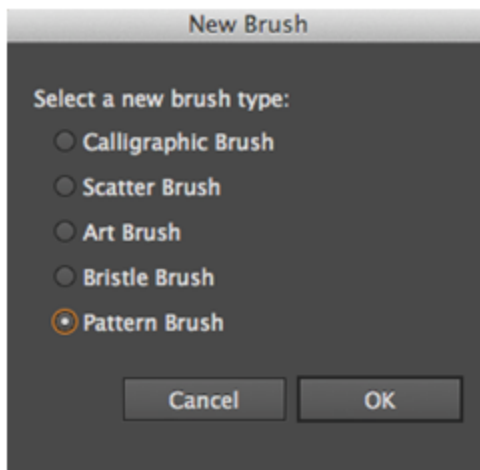 New Brush
Select a new brush type:
Calligraphic Brush
Scatter Brush
Art Brush
Bristle Brush
Pattern Brush
Cancel OK